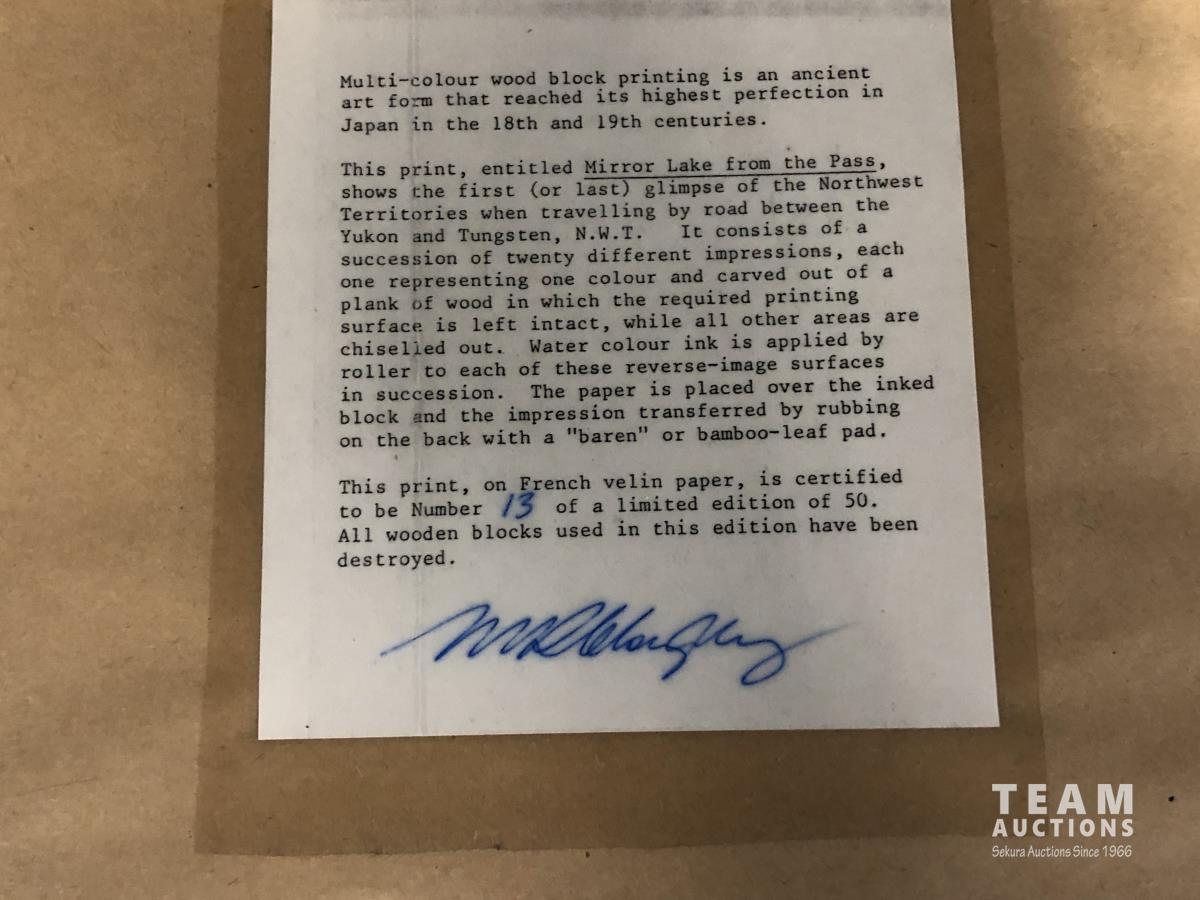 Multi-colour wood block printing is an ancient
art form that reached its highest perfection in
Japan in the 18th and 19th centuries.
This print, entitled Mirror Lake from the Pass,
shows the first (or last) glimpse of the Northwest
Territories when travelling by road between the
Yukon and Tungsten, N.W.T. It consists of a
succession of twenty different impressions, each
one representing one colour and carved out of a
plank of wood in which the required printing
surface is left intact, while all other areas are
chiselled out. Water colour ink is applied by
roller to each of these reverse-image surfaces
in succession. The paper is placed over the inked
block and the impression transferred by rubbing
on the back with a "baren" or bamboo-leaf pad.
This print, on French velin paper, is certified
to be Number 13 of a limited edition of 50.
All wooden blocks used in this edition have been
destroyed.
TEAM
AUCTIONS
Sekura Auctions Since 1966